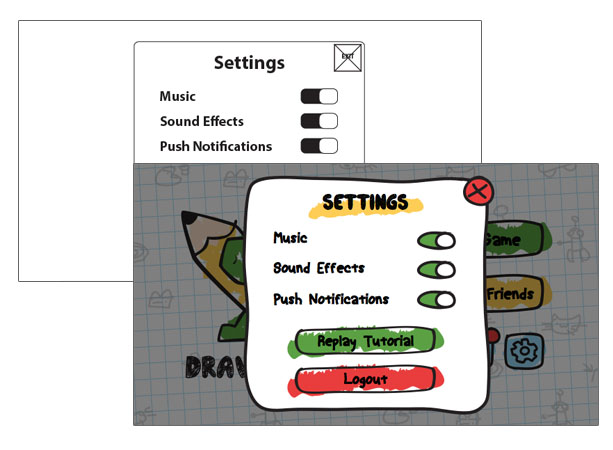 Settings
EXIT
Music
Sound Effects
Push Notifications
SETTINGS
Music
Game
Sound Effects
Friends
Push Notifications
Replay Tutorial
DRAW
Logout